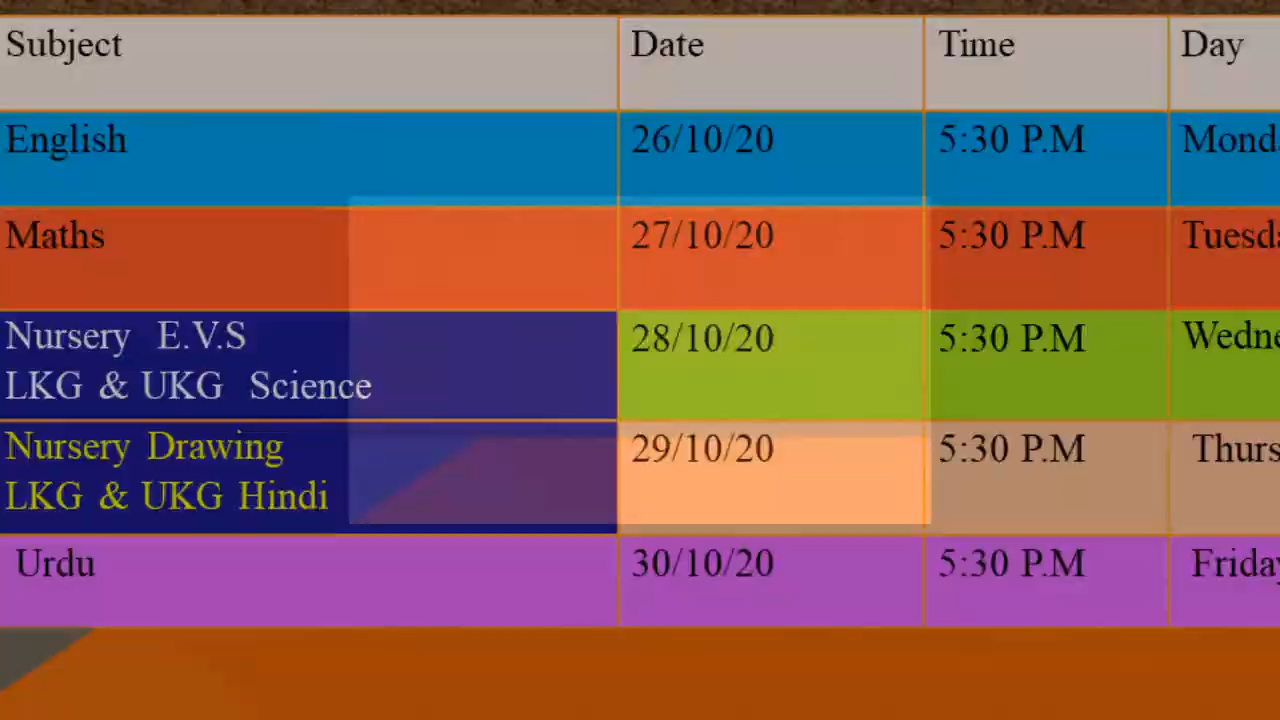 Subject Date Time Day
English 26/10/20 5:30 P.M
Maths 27/10/20 5:30 P.M
Nursery E.V.S 28/10/20 5:30 P.M
LKG & UKG Science
Nursery Drawing 29/10/20 5:30 P.M
LKG & UKG Hindi
Urdu 30/10/20 5:30 P.M